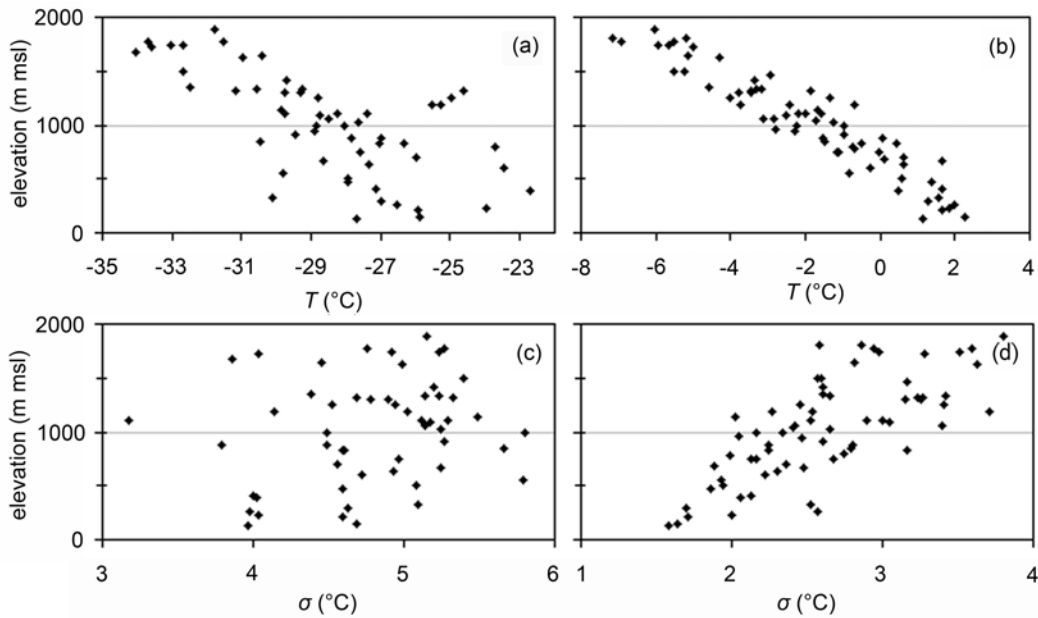 2000
(a)
(b)
elevation (m msl)
1000
0
-35 -33 -31 -29 -27 -25 -23
-8 -6 -4 -2 0 2 4
T (°C)
T (°C)
2000
(c)
(d)
elevation (m msl)
1000
0
3 4 5 6
1 2 3 4
σ (°C)
σ (°C)